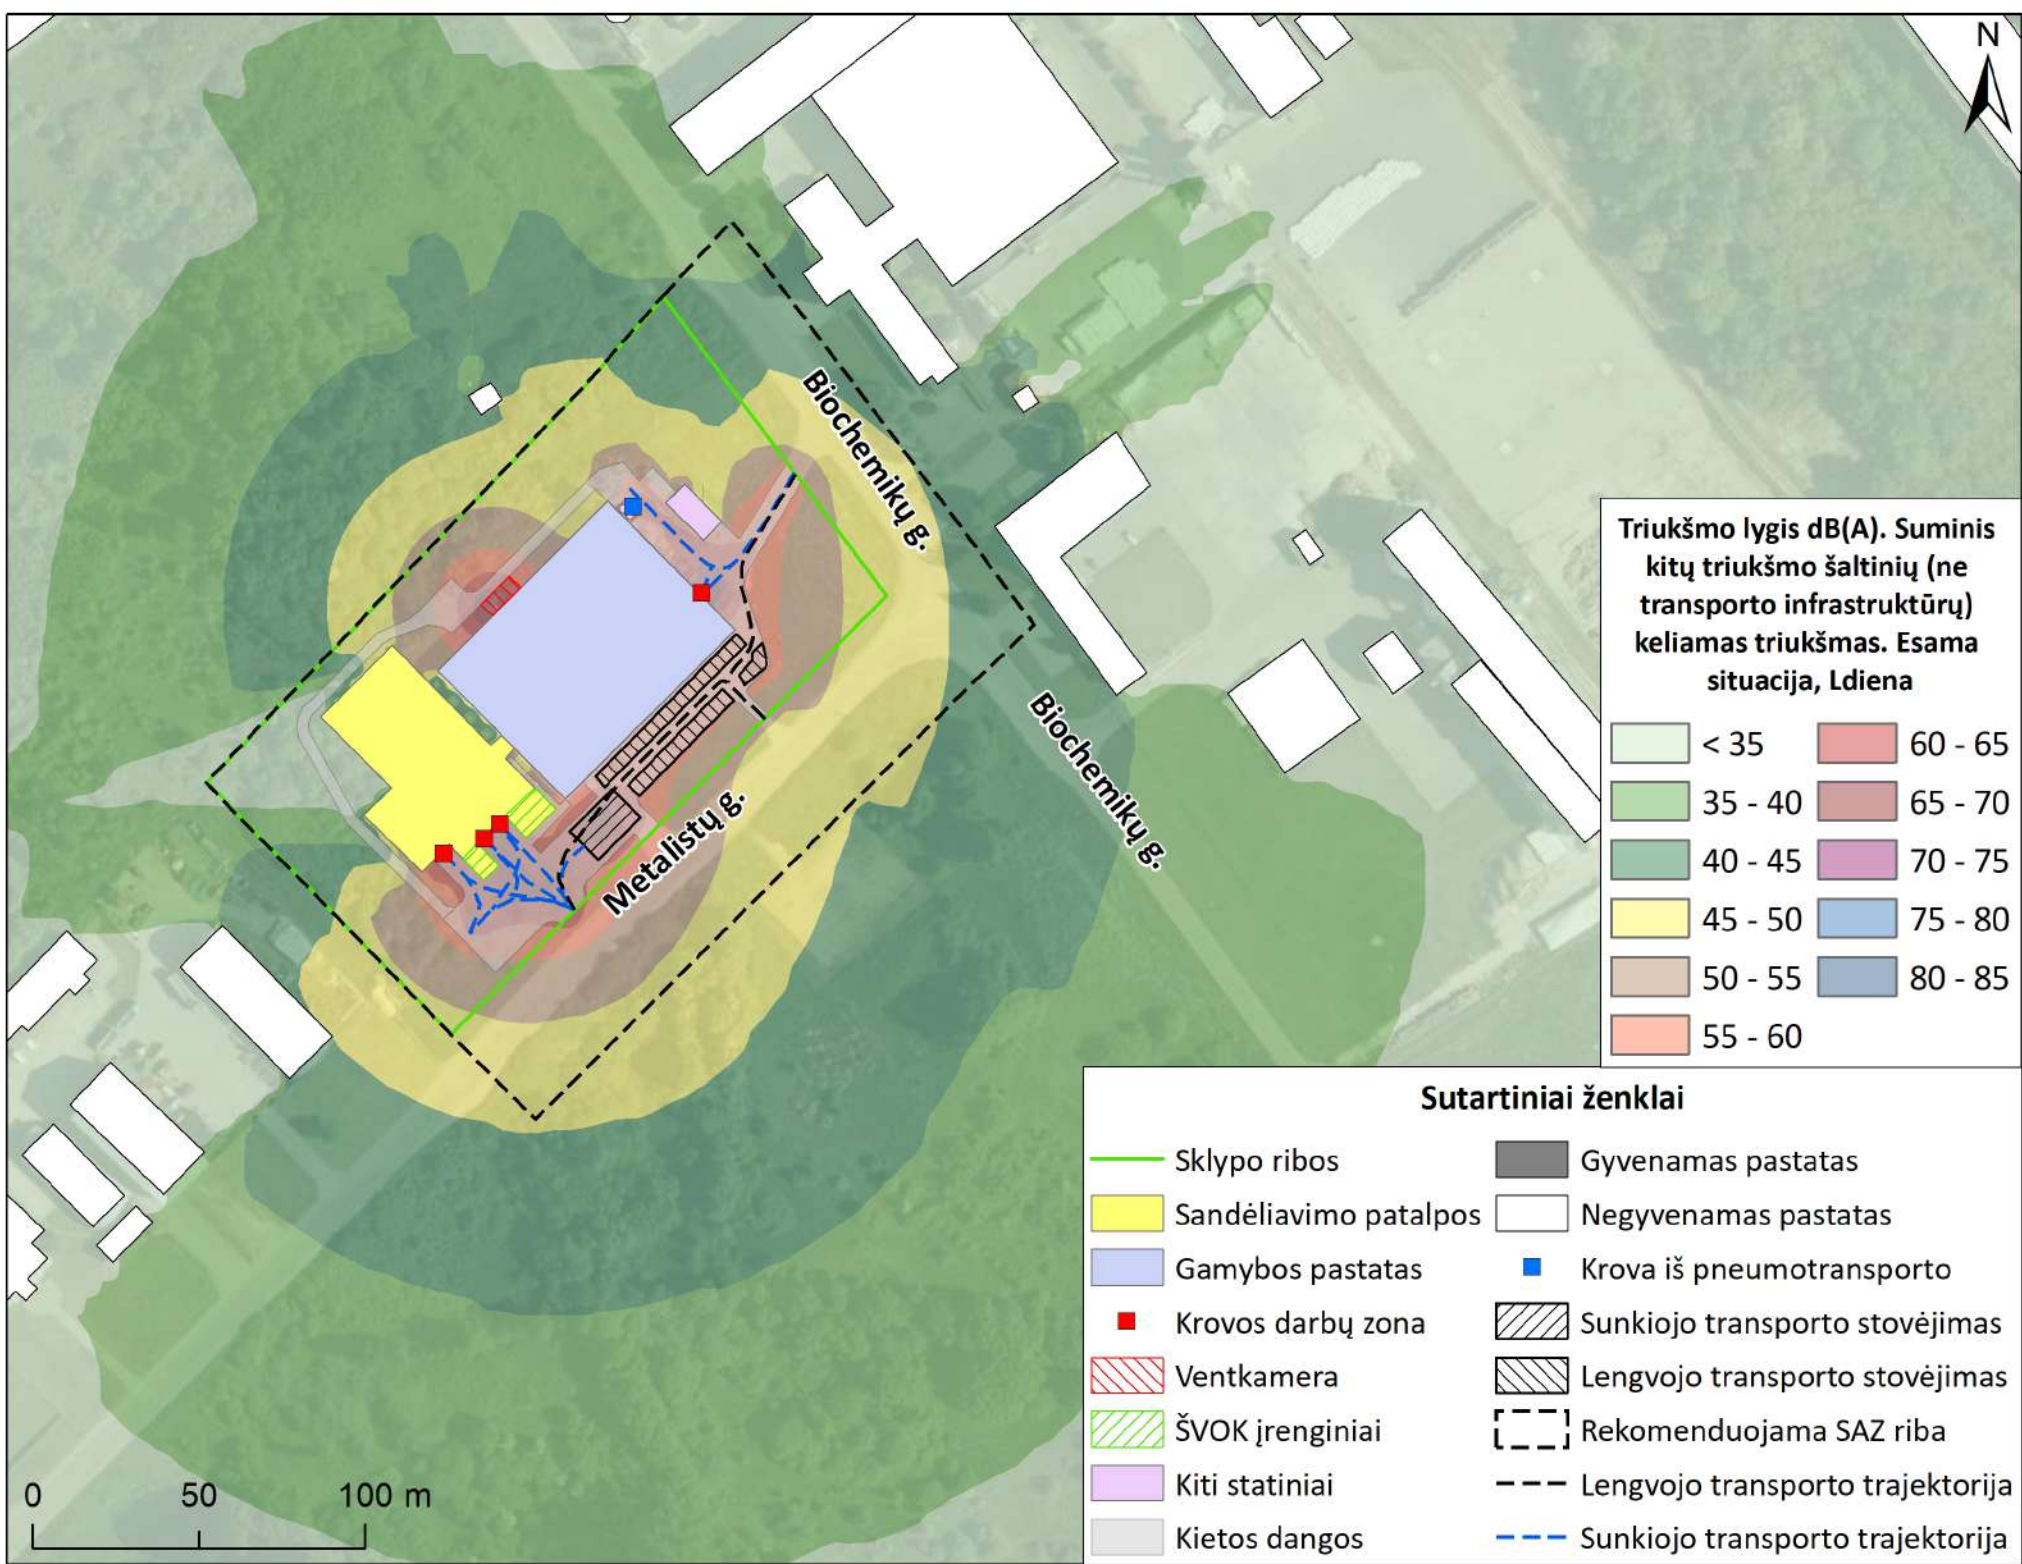 N
Biochemikų g.
Biochemikų g.
Metalistų g.
Triukšmo lygis dB(A). Suminis
kitų triukšmo šaltinių (ne
transporto infrastruktūrų)
keliamas triukšmas. Esama
situacija, Ldiena
< 35
60 - 65
35 - 40
65 - 70
40 - 45
70 - 75
45 - 50
75 - 80
50 - 55
80 - 85
55 - 60
Sutartiniai ženklai
Sklypo ribos
Gyvenamas pastatas
Sandėliavimo patalpos
Negyvenamas pastatas
Gamybos pastatas
Krova iš pneumotransporto
Krovos darbų zona
Sunkiojo transporto stovėjimas
Ventkamera
Lengvojo transporto stovėjimas
ŠVOK įrenginiai
Rekomenduojama SAZ riba
Kiti statiniai
Lengvojo transporto trajektorija
Kietos dangos
Sunkiojo transporto trajektorija
0 50 100 m